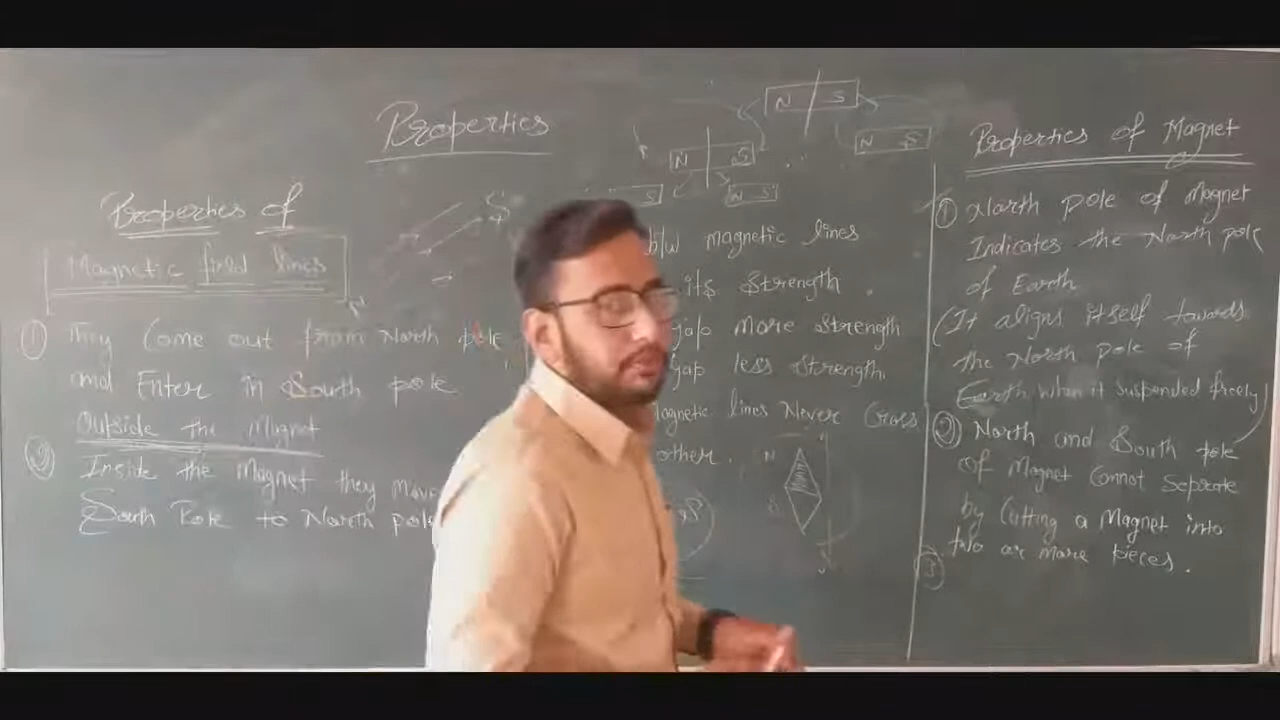 Properties
Properties of
Magnetic field lines
① They Come out from North pole
and Enter in South pole
Outside the Magnet
② Inside the Magnet they Move
South Pole to North pole
N S
N S
N S
S
N S
S
b/w magnetic lines
its Strength
gap More Strength
gap less Strength
Magnetic lines Never Cross
other.
N
Properties of Magnet
① North pole of Magnet
Indicates the North pole
of Earth
(It aligns itself towards
the North pole of
Earth when it suspended freely)
② North and South pole
of Magnet Cannot Seprate
by Cutting a Magnet into
two or more pieces.
③